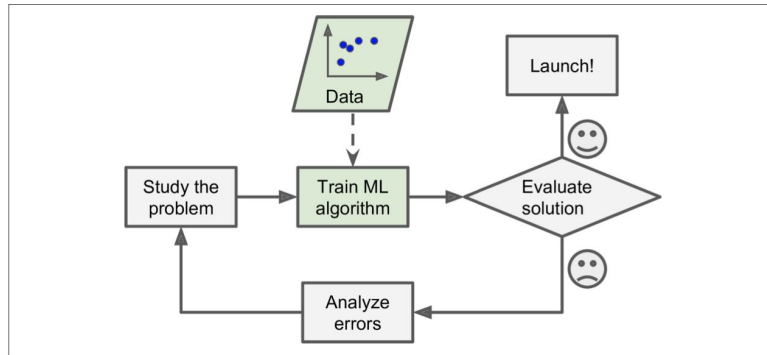 Data
Launch!
Study the
problem
Train ML
algorithm
Evaluate
solution
Analyze
errors